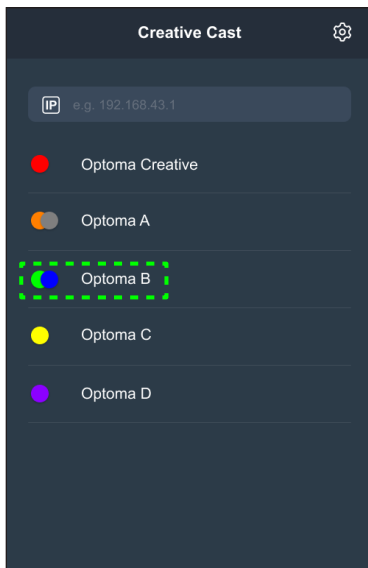 Creative Cast
IP e.g. 192.168.43.1
Optoma Creative
Optoma A
Optoma B
Optoma C
Optoma D